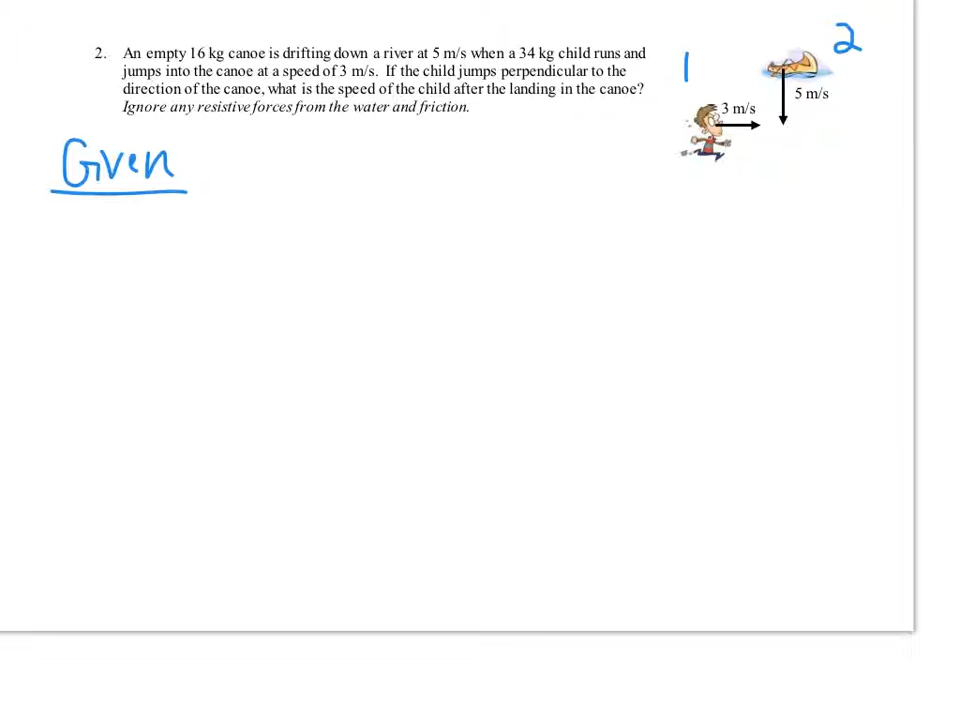 2. An empty 16 kg canoe is drifting down a river at 5 m/s when a 34 kg child runs and
jumps into the canoe at a speed of 3 m/s. If the child jumps perpendicular to the
direction of the canoe, what is the speed of the child after the landing in the canoe?
Ignore any resistive forces from the water and friction.
1
2
5 m/s
3 m/s
Given